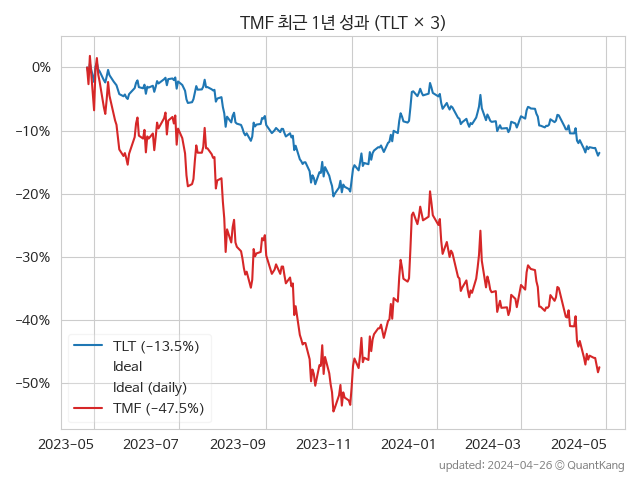 TMF 최근 1년 성과 (TLT × 3)
0%
−10%
−20%
−30%
−40%
−50%
TLT (−13.5%)
Ideal
Ideal (daily)
TMF (−47.5%)
2023-05 2023-07 2023-09 2023-11 2024-01 2024-03 2024-05
updated: 2024-04-26 © QuantKang